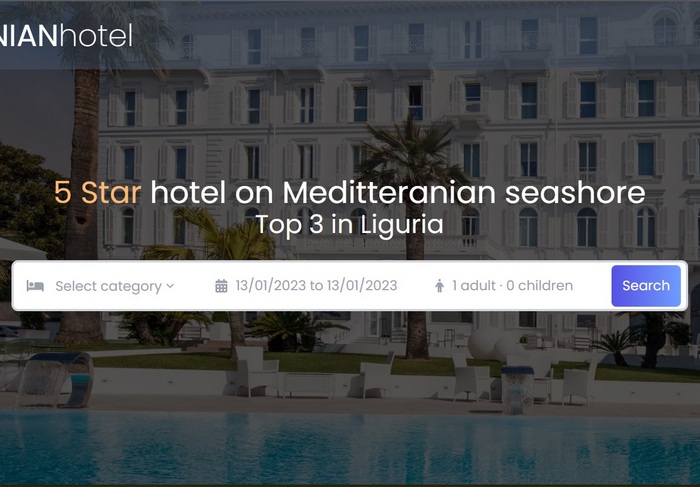 NIANhotel
5 Star hotel on Meditteranian seashore
Top 3 in Liguria
Select category
13/01/2023 to 13/01/2023
1 adult · 0 children
Search